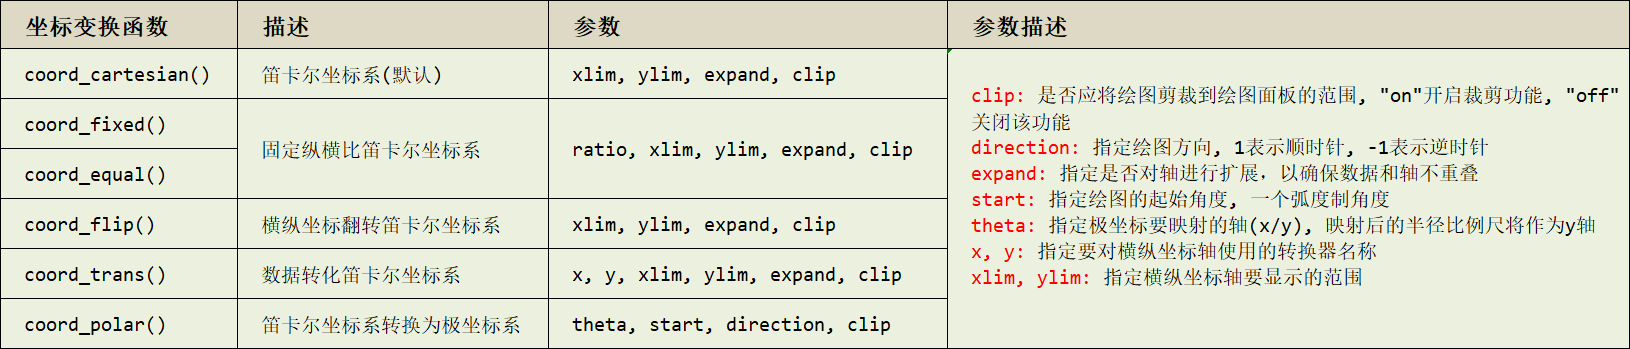 坐标变换函数 描述 参数 参数描述
coord_cartesian() 笛卡尔坐标系(默认) xlim, ylim, expand, clip
coord_fixed()
固定纵横比笛卡尔坐标系 ratio, xlim, ylim, expand, clip
coord_equal()
coord_flip() 横纵坐标翻转笛卡尔坐标系 xlim, ylim, expand, clip
coord_trans() 数据转化笛卡尔坐标系 x, y, xlim, ylim, expand, clip
coord_polar() 笛卡尔坐标系转换为极坐标系 theta, start, direction, clip
clip: 是否应将绘图剪裁到绘图面板的范围, "on"开启裁剪功能, "off"
关闭该功能
direction: 指定绘图方向, 1表示顺时针, -1表示逆时针
expand: 指定是否对轴进行扩展，以确保数据和轴不重叠
start: 指定绘图的起始角度, 一个弧度制角度
theta: 指定极坐标要映射的轴(x/y), 映射后的半径比例尺将作为y轴
x, y: 指定要对横纵坐标轴使用的转换器名称
xlim, ylim: 指定横纵坐标轴要显示的范围